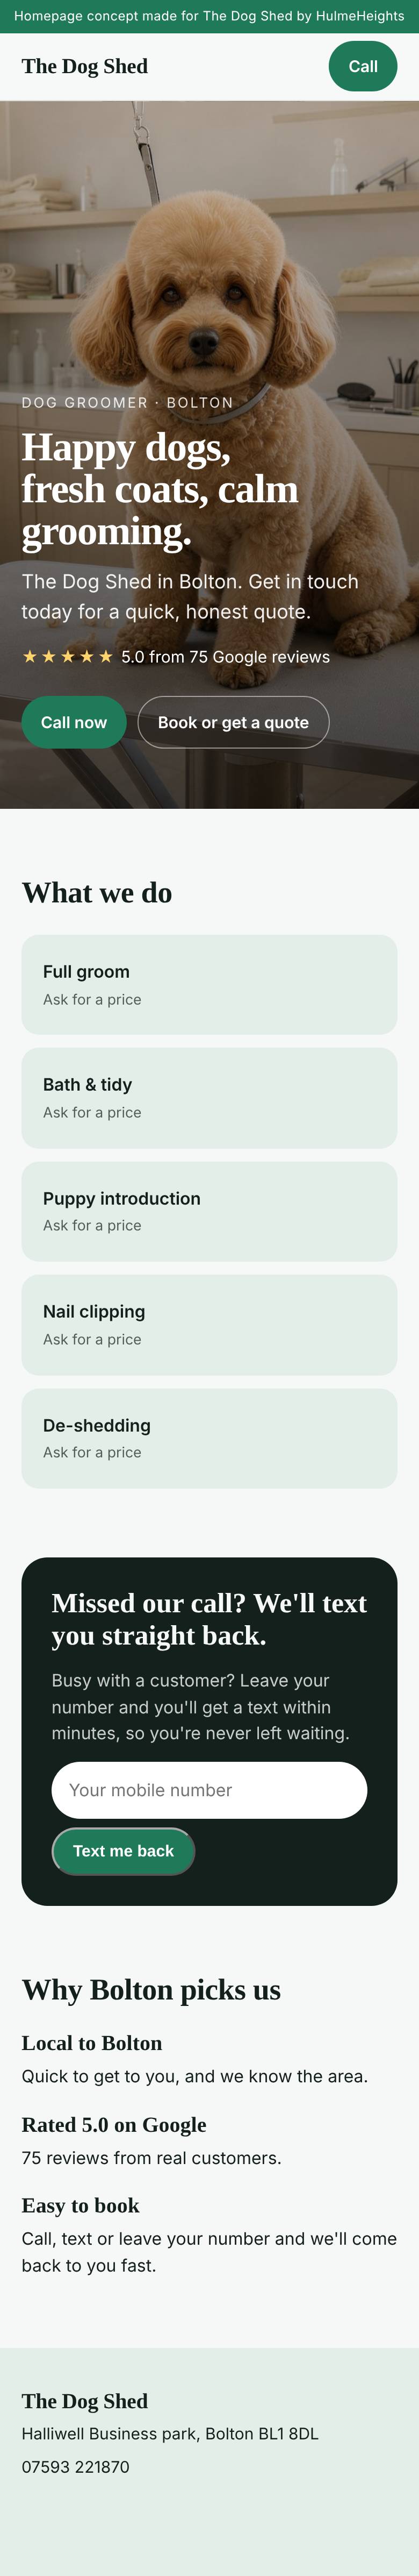 Homepage concept made for The Dog Shed by HulmeHeights
The Dog Shed
Call
DOG GROOMER · BOLTON
Happy dogs,
fresh coats, calm
grooming.
The Dog Shed in Bolton. Get in touch
today for a quick, honest quote.
★★★★★ 5.0 from 75 Google reviews
Call now
Book or get a quote
What we do
Full groom
Ask for a price
Bath & tidy
Ask for a price
Puppy introduction
Ask for a price
Nail clipping
Ask for a price
De-shedding
Ask for a price
Missed our call? We'll text
you straight back.
Busy with a customer? Leave your
number and you'll get a text within
minutes, so you're never left waiting.
Your mobile number
Text me back
Why Bolton picks us
Local to Bolton
Quick to get to you, and we know the area.
Rated 5.0 on Google
75 reviews from real customers.
Easy to book
Call, text or leave your number and we'll come
back to you fast.
The Dog Shed
Halliwell Business park, Bolton BL1 8DL
07593 221870